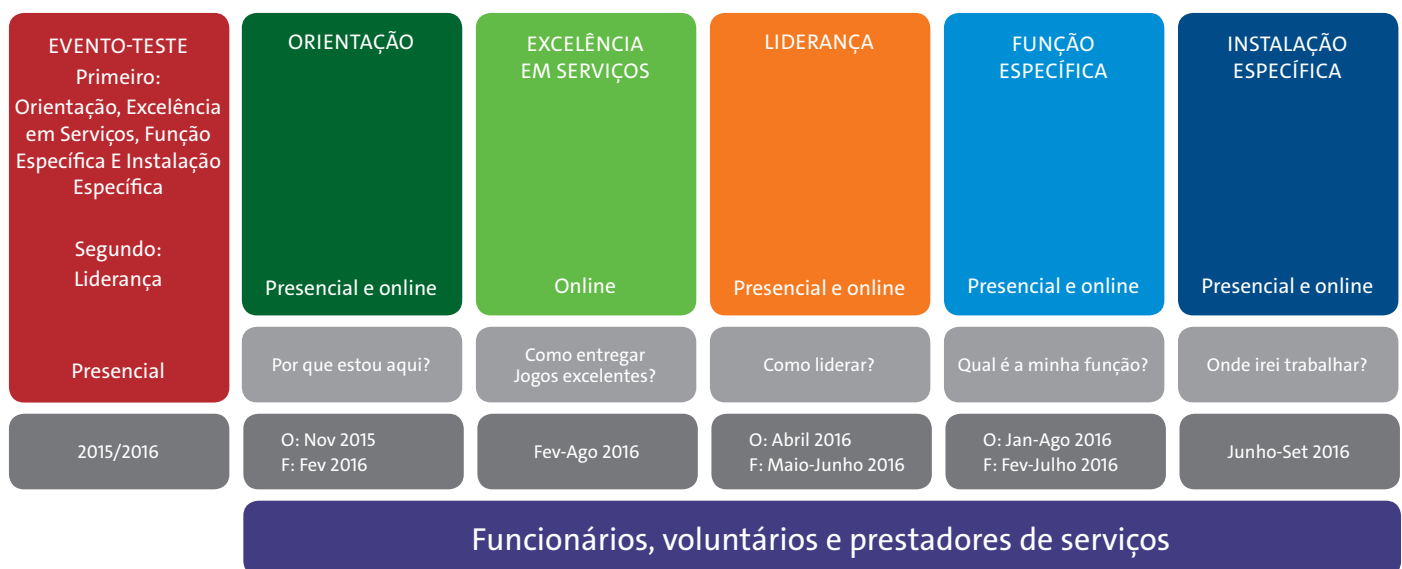 EVENTO-TESTE
Primeiro:
Orientação, Excelência
em Serviços, Função
Específica E Instalação
Específica
Segundo:
Liderança
Presencial
2015/2016
ORIENTAÇÃO
Presencial e online
Por que estou aqui?
O: Nov 2015
F: Fev 2016
EXCELÊNCIA
EM SERVIÇOS
Online
Como entregar
Jogos excelentes?
Fev-Ago 2016
LIDERANÇA
Presencial e online
Como liderar?
O: Abril 2016
F: Maio-Junho 2016
FUNÇÃO
ESPECÍFICA
Presencial e online
Qual é a minha função?
O: Jan-Ago 2016
F: Fev-Julho 2016
INSTALAÇÃO
ESPECÍFICA
Presencial e online
Onde irei trabalhar?
Junho-Set 2016
Funcionários, voluntários e prestadores de serviços